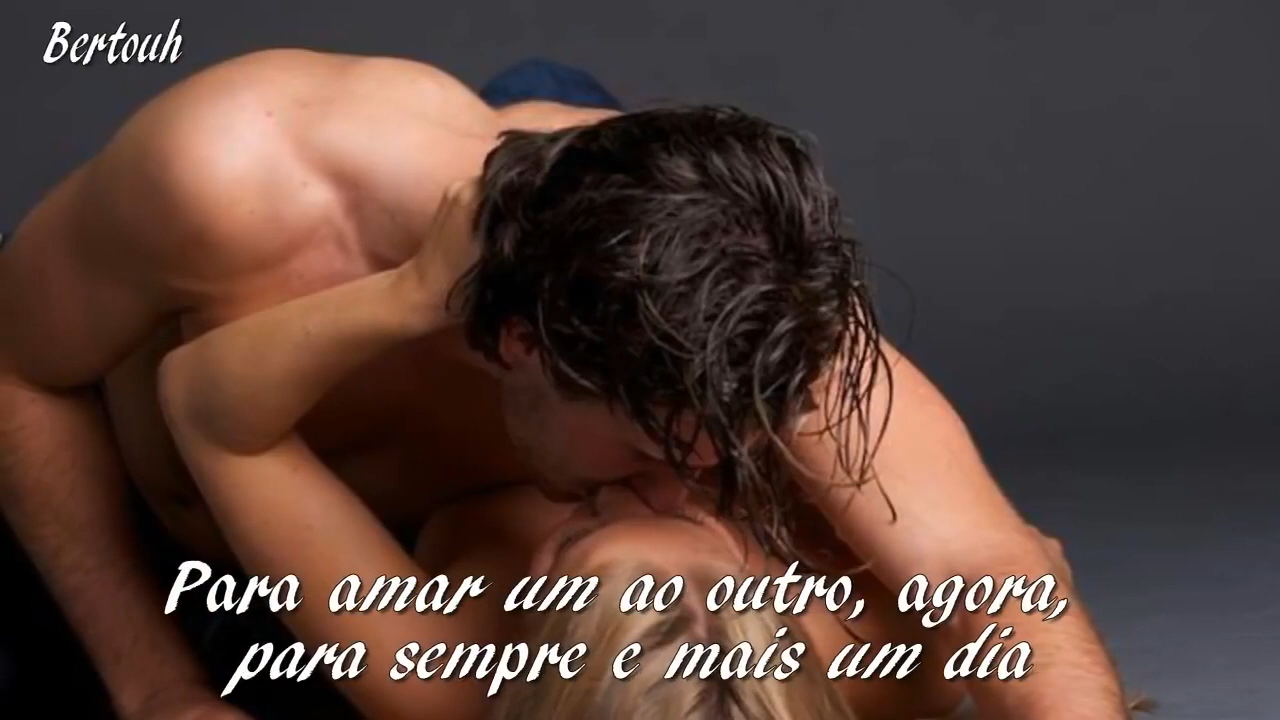 Bertouh
Para amar um ao outro, agora,
para sempre e mais um dia